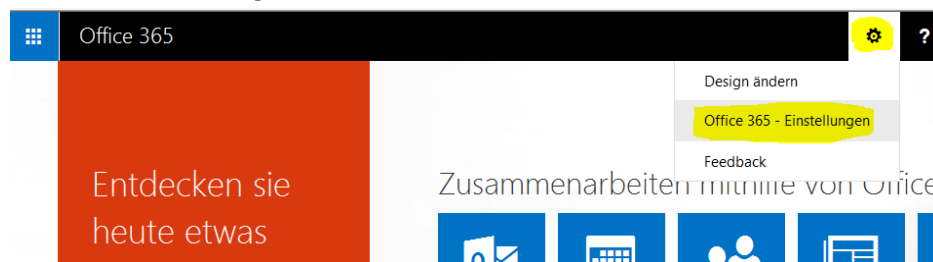 Office 365
?
Design ändern
Office 365 - Einstellungen
Feedback
Entdecken sie
heute etwas
Zusammenarbeiten mithilfe von Office